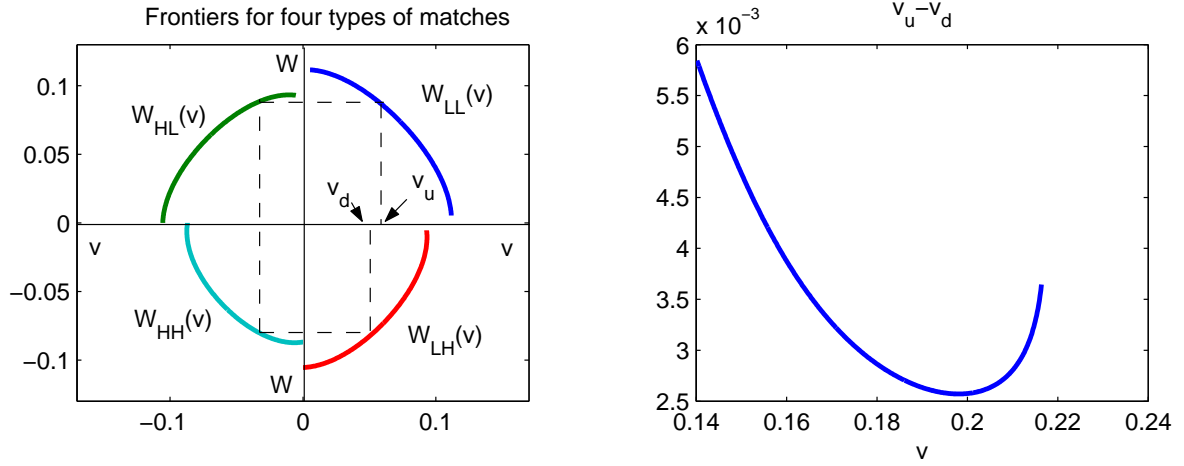 Frontiers for four types of matches
W
W_HL(v)
W_LL(v)
v_d
v_u
v
v
W_HH(v)
W_LH(v)
W
0.1
0.05
0
−0.05
−0.1
−0.1
0
0.1
v_u−v_d
x 10^−3
6
5.5
5
4.5
4
3.5
3
2.5
0.14
0.16
0.18
0.2
0.22
0.24
v